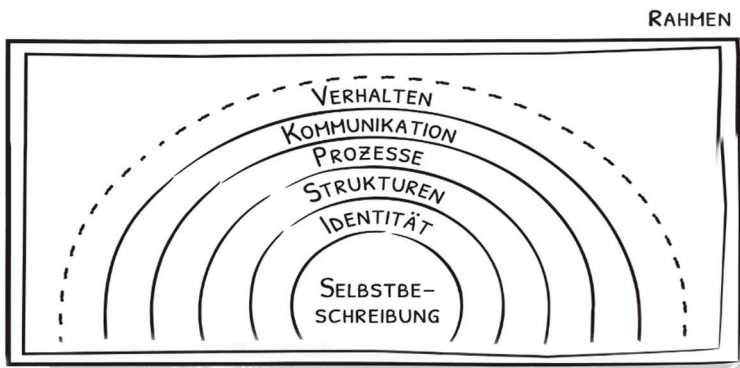 RAHMEN
VERHALTEN
KOMMUNIKATION
PROZESSE
STRUKTUREN
IDENTITÄT
SELBSTBE-
SCHREIBUNG